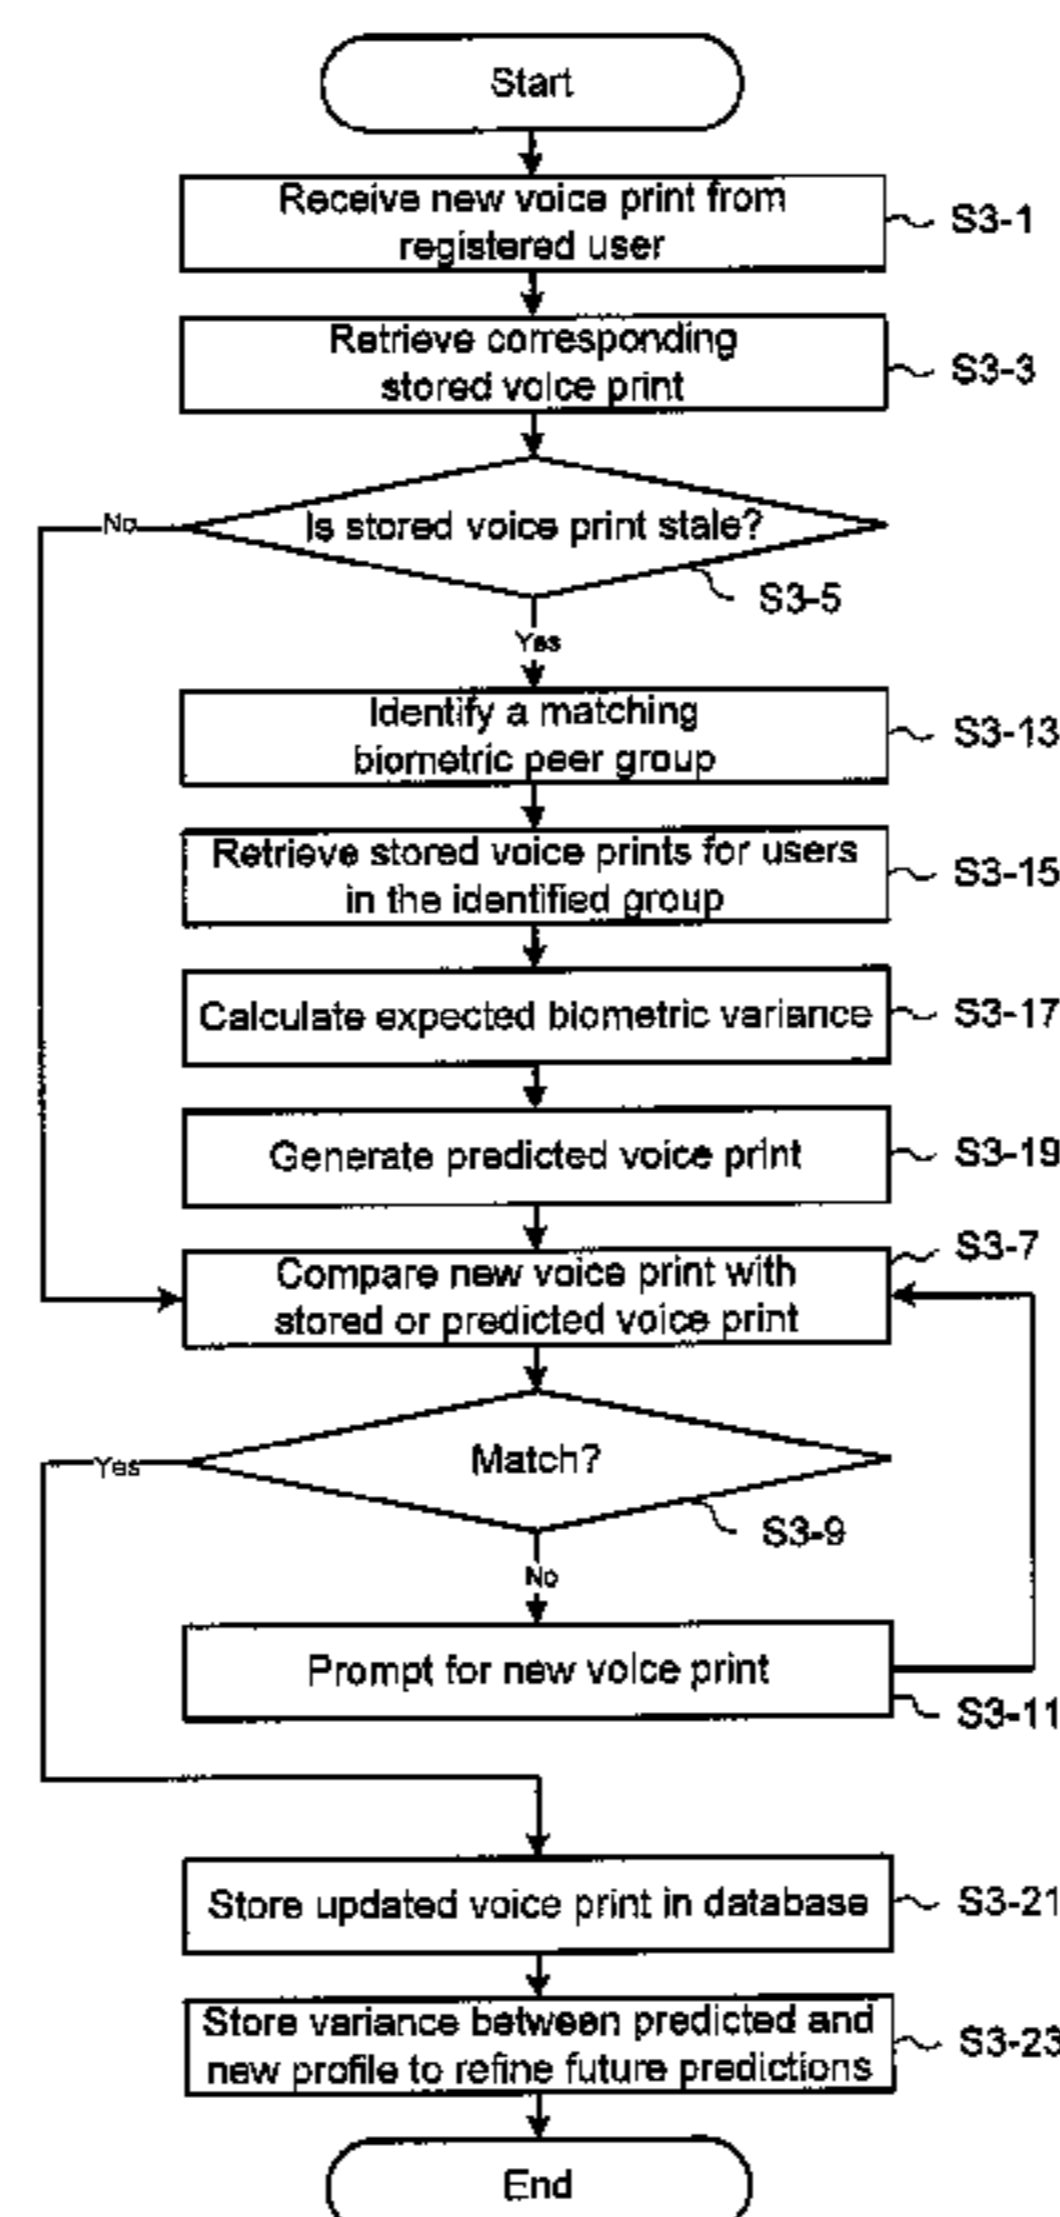 Start
Receive new voice print from
registered user
S3-1
Retrieve corresponding
stored voice print
S3-3
Is stored voice print stale?
No
S3-5
Yes
Identify a matching
biometric peer group
S3-13
Retrieve stored voice prints for users
in the identified group
S3-15
Calculate expected biometric variance
S3-17
Generate predicted voice print
S3-19
Compare new voice print with
stored or predicted voice print
S3-7
Match?
Yes
S3-9
No
Prompt for new voice print
S3-11
Store updated voice print in database
S3-21
Store variance between predicted and
new profile to refine future predictions
S3-23
End